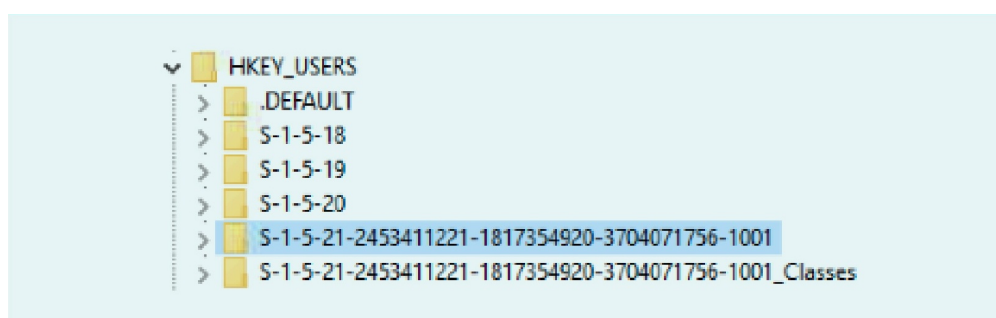 HKEY_USERS
.DEFAULT
S-1-5-18
S-1-5-19
S-1-5-20
S-1-5-21-2453411221-1817354920-3704071756-1001
S-1-5-21-2453411221-1817354920-3704071756-1001_Classes